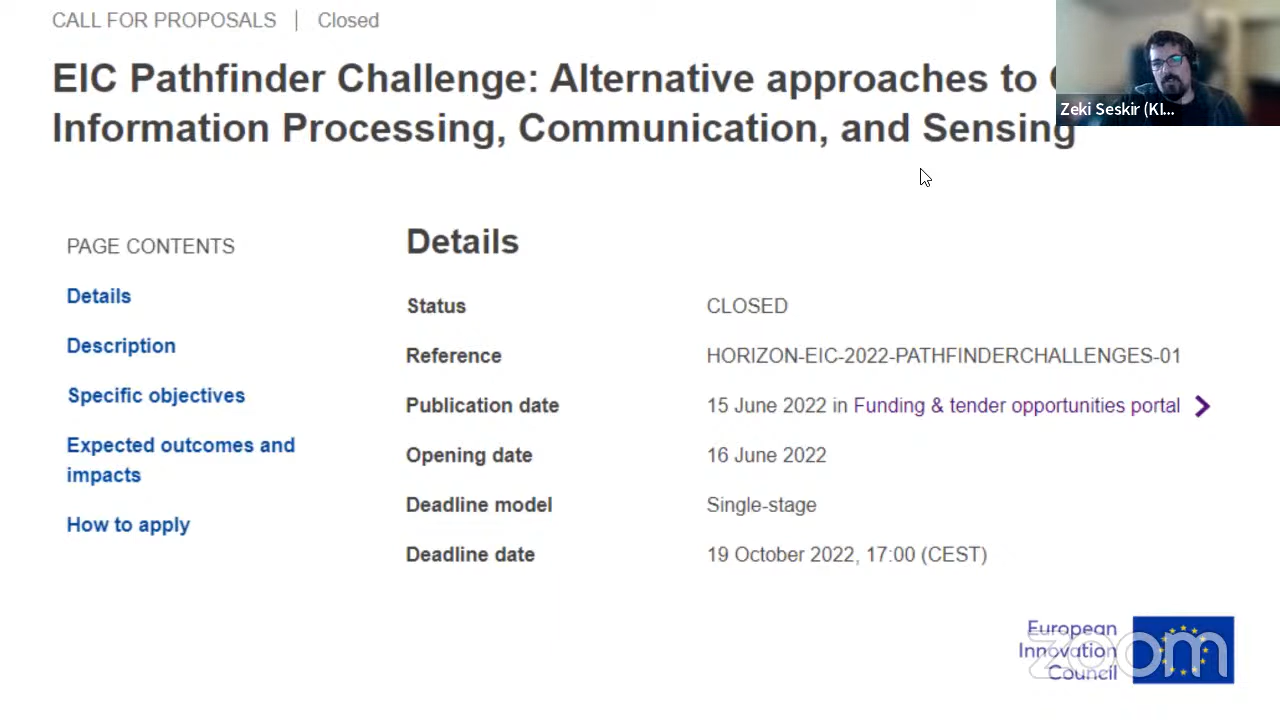 CALL FOR PROPOSALS | Closed
EIC Pathfinder Challenge: Alternative approaches to
Information Processing, Communication, and Sensing
Zeki Seskir (KI...
PAGE CONTENTS
Details
Description
Specific objectives
Expected outcomes and
impacts
How to apply
Details
Status CLOSED
Reference HORIZON-EIC-2022-PATHFINDERCHALLENGES-01
Publication date 15 June 2022 in Funding & tender opportunities portal
Opening date 16 June 2022
Deadline model Single-stage
Deadline date 19 October 2022, 17:00 (CEST)
European
Innovation
Council
zoom